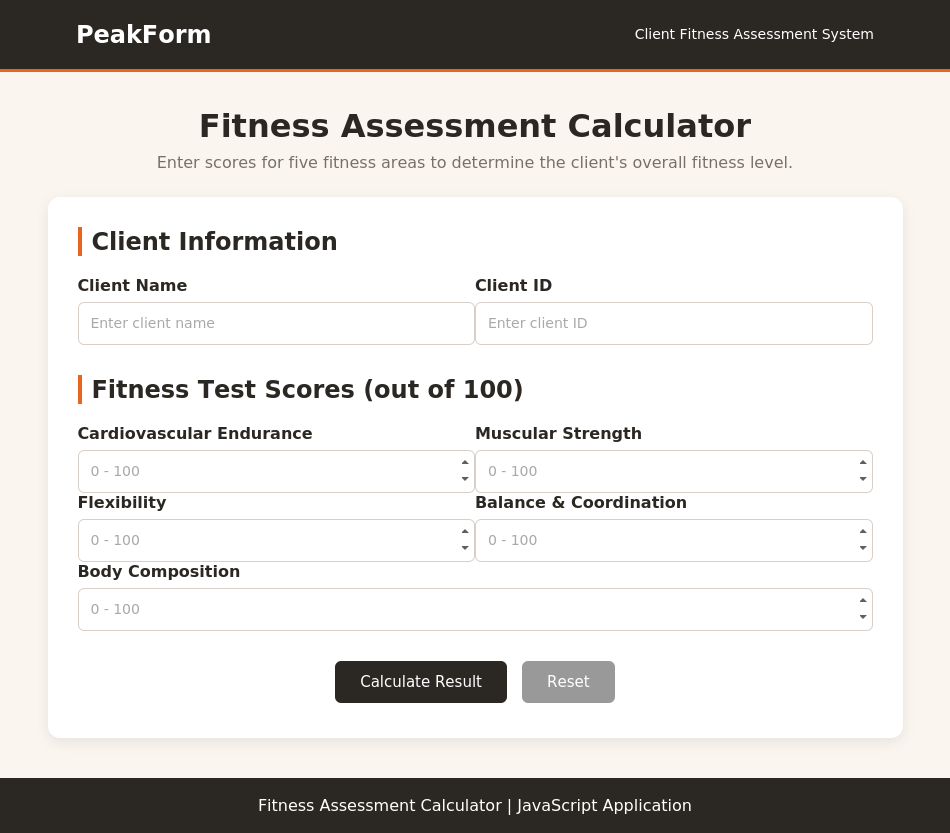 PeakForm
Client Fitness Assessment System
Fitness Assessment Calculator
Enter scores for five fitness areas to determine the client's overall fitness level.
Client Information
Client Name
Client ID
Enter client name
Enter client ID
Fitness Test Scores (out of 100)
Cardiovascular Endurance
Muscular Strength
0 - 100
0 - 100
Flexibility
Balance & Coordination
0 - 100
0 - 100
Body Composition
0 - 100
Calculate Result
Reset
Fitness Assessment Calculator | JavaScript Application